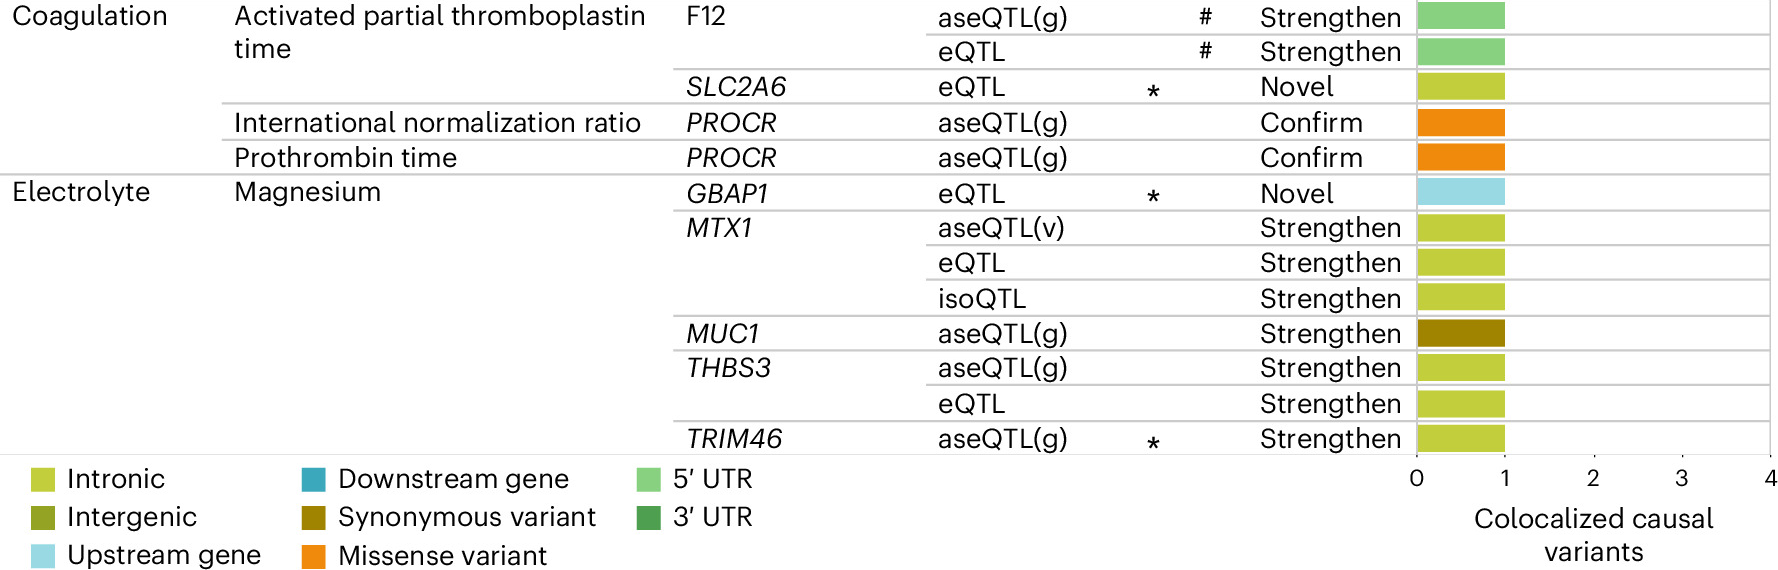 Coagulation Activated partial thromboplastin time F12 aseQTL(g) # Strengthen
eQTL # Strengthen
SLC2A6 eQTL * Novel
International normalization ratio PROCR aseQTL(g) Confirm
Prothrombin time PROCR aseQTL(g) Confirm
Electrolyte Magnesium GBAP1 eQTL * Novel
MTX1 aseQTL(v) Strengthen
eQTL Strengthen
isoQTL Strengthen
MUC1 aseQTL(g) Strengthen
THBS3 aseQTL(g) Strengthen
eQTL Strengthen
TRIM46 aseQTL(g) * Strengthen
0 1 2 3 4
Colocalized causal
variants
Intronic
Intergenic
Upstream gene
Downstream gene
Synonymous variant
Missense variant
5′ UTR
3′ UTR